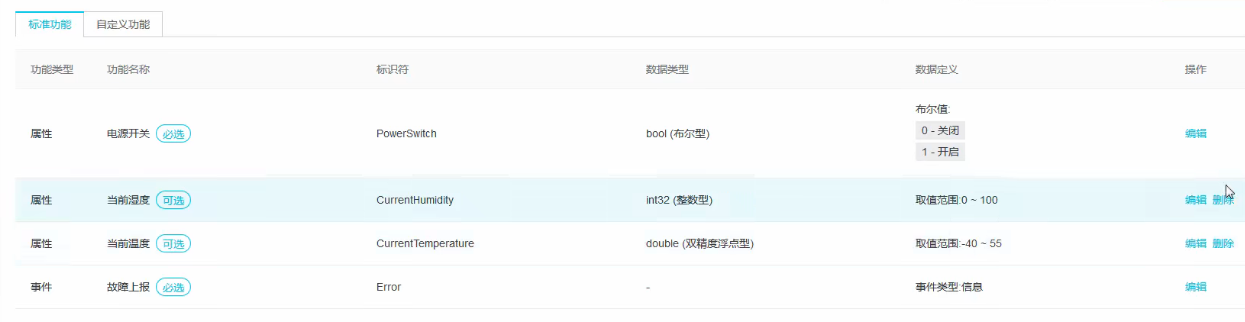 标准功能 自定义功能
功能类型 功能名称 标识符 数据类型 数据定义 操作
属性 电源开关 必选 PowerSwitch bool (布尔型) 布尔值: 编辑
0 - 关闭
1 - 开启
属性 当前湿度 可选 CurrentHumidity int32 (整数型) 取值范围:0 ~ 100 编辑 删除
属性 当前温度 可选 CurrentTemperature double (双精度浮点型) 取值范围:-40 ~ 55 编辑 删除
事件 故障上报 必选 Error - 事件类型:信息 编辑